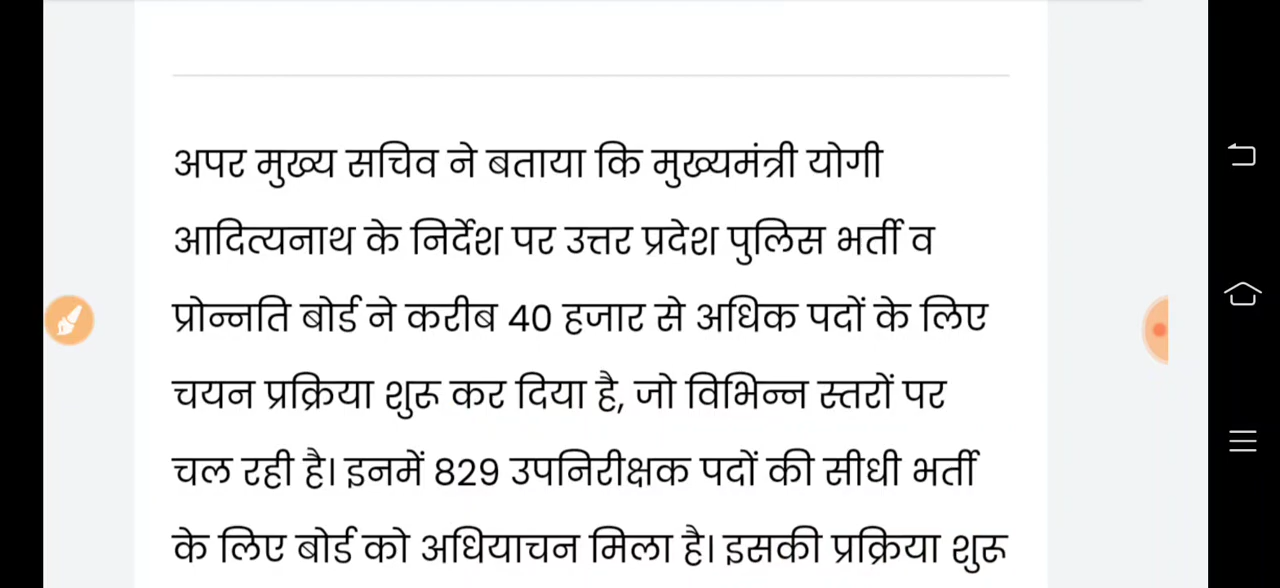 अपर मुख्य सचिव ने बताया कि मुख्यमंत्री योगी
आदित्यनाथ के निर्देश पर उत्तर प्रदेश पुलिस भर्ती व
प्रोन्नति बोर्ड ने करीब 40 हजार से अधिक पदों के लिए
चयन प्रक्रिया शुरू कर दिया है, जो विभिन्न स्तरों पर
चल रही है। इनमें 829 उपनिरीक्षक पदों की सीधी भर्ती
के लिए बोर्ड को अधियाचन मिला है। इसकी प्रक्रिया शुरू